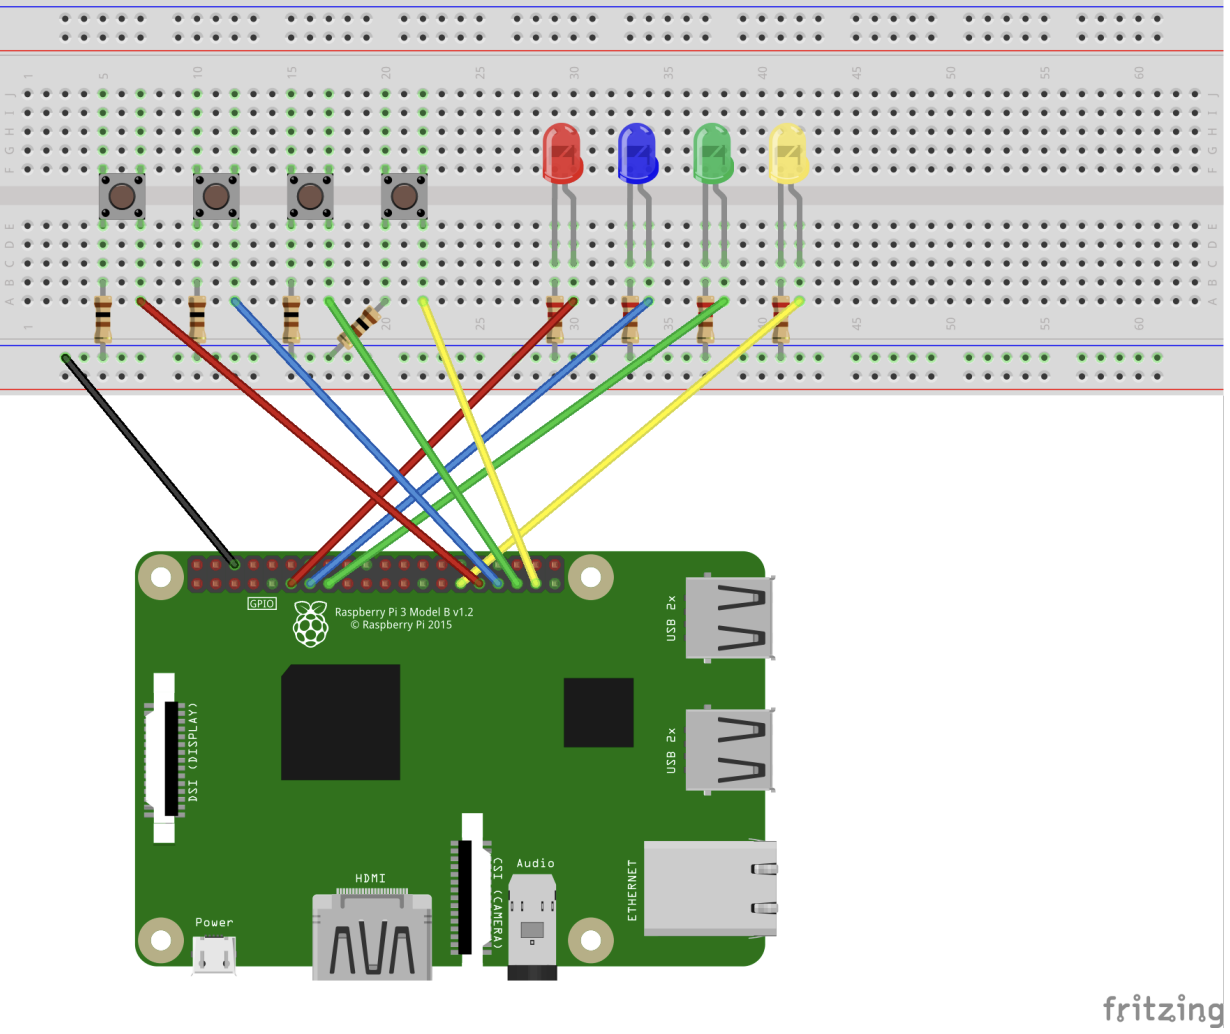 1 5 10 15 20 25 30 35 40 45 50 55 60
J
I
H
G
F
E
D
C
B
A
J
I
H
G
F
E
D
C
B
A
1 5 10 15 20 25 30 35 40 45 50 55 60
GPIO
Raspberry Pi 3 Model B v1.2
© Raspberry Pi 2015
USB 2x
USB 2x
DSI (DISPLAY)
CSI (CAMERA)
Audio
ETHERNET
HDMI
Power
fritzing